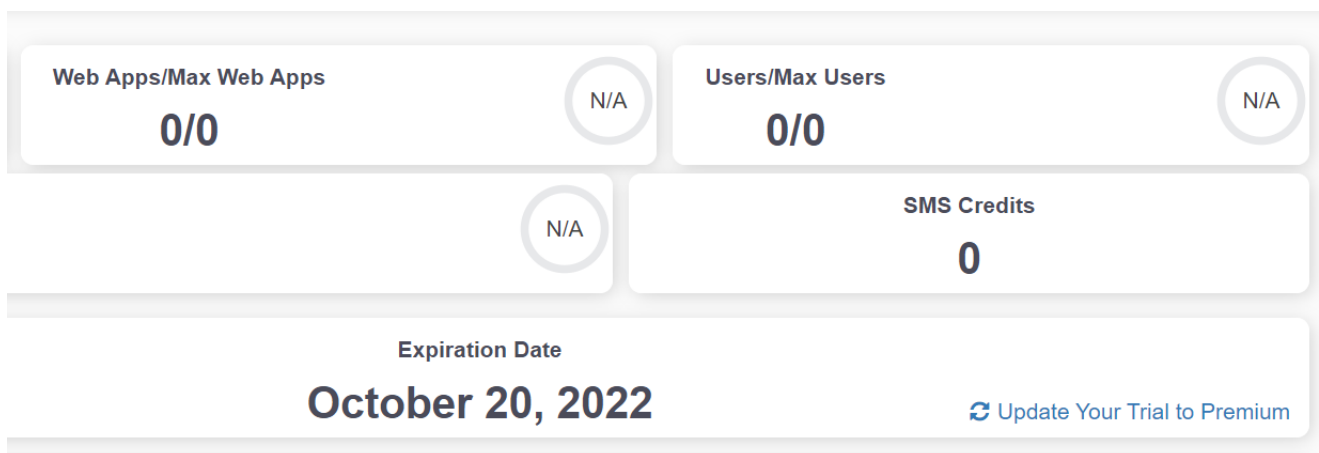 Web Apps/Max Web Apps
0/0
N/A
Users/Max Users
0/0
N/A
N/A
SMS Credits
0
Expiration Date
October 20, 2022
Update Your Trial to Premium